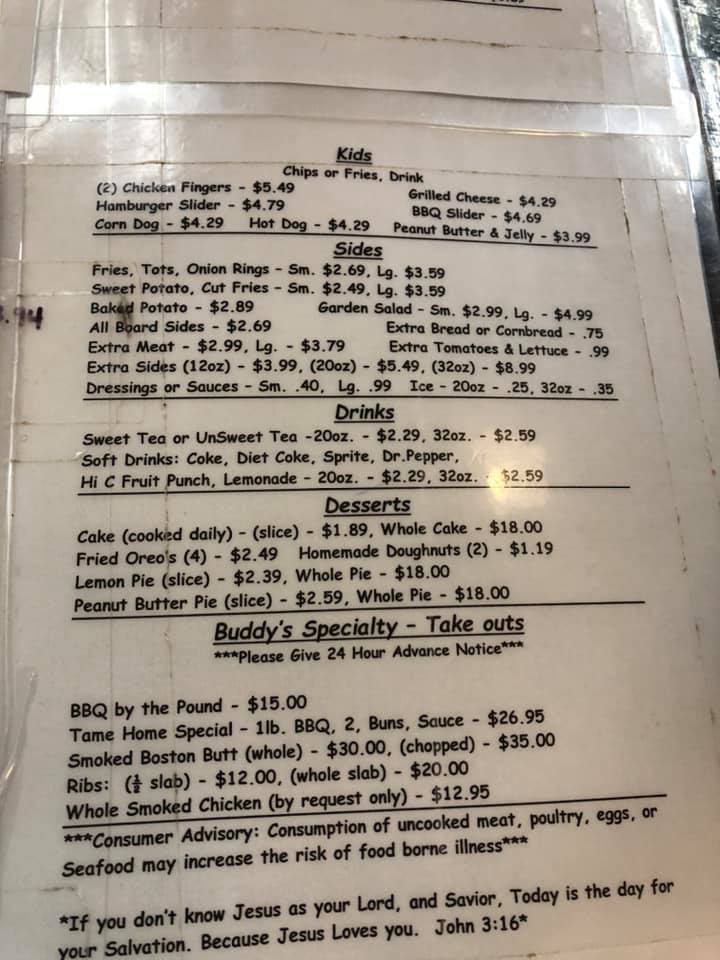 Kids
Chips or Fries, Drink
(2) Chicken Fingers - $5.49 Grilled Cheese - $4.29
Hamburger Slider - $4.79 BBQ Slider - $4.69
Corn Dog - $4.29 Hot Dog - $4.29 Peanut Butter & Jelly - $3.99
Sides
Fries, Tots, Onion Rings - Sm. $2.69, Lg. $3.59
Sweet Potato, Cut Fries - Sm. $2.49, Lg. $3.59
Baked Potato - $2.89 Garden Salad - Sm. $2.99, Lg. - $4.99
All Board Sides - $2.69 Extra Bread or Cornbread - .75
Extra Meat - $2.99, Lg. - $3.79 Extra Tomatoes & Lettuce - .99
Extra Sides (12oz) - $3.99, (20oz) - $5.49, (32oz) - $8.99
Dressings or Sauces - Sm. .40, Lg. .99 Ice - 20oz - .25, 32oz - .35
Drinks
Sweet Tea or UnSweet Tea -20oz. - $2.29, 32oz. - $2.59
Soft Drinks: Coke, Diet Coke, Sprite, Dr.Pepper,
Hi C Fruit Punch, Lemonade - 20oz. - $2.29, 32oz. - $2.59
Desserts
Cake (cooked daily) - (slice) - $1.89, Whole Cake - $18.00
Fried Oreo's (4) - $2.49 Homemade Doughnuts (2) - $1.19
Lemon Pie (slice) - $2.39, Whole Pie - $18.00
Peanut Butter Pie (slice) - $2.59, Whole Pie - $18.00
Buddy's Specialty - Take outs
***Please Give 24 Hour Advance Notice***
BBQ by the Pound - $15.00
Tame Home Special - 1lb. BBQ, 2, Buns, Sauce - $26.95
Smoked Boston Butt (whole) - $30.00, (chopped) - $35.00
Ribs: (½ slab) - $12.00, (whole slab) - $20.00
Whole Smoked Chicken (by request only) - $12.95
***Consumer Advisory: Consumption of uncooked meat, poultry, eggs, or
Seafood may increase the risk of food borne illness***
*If you don't know Jesus as your Lord, and Savior, Today is the day for
your Salvation. Because Jesus Loves you. John 3:16*